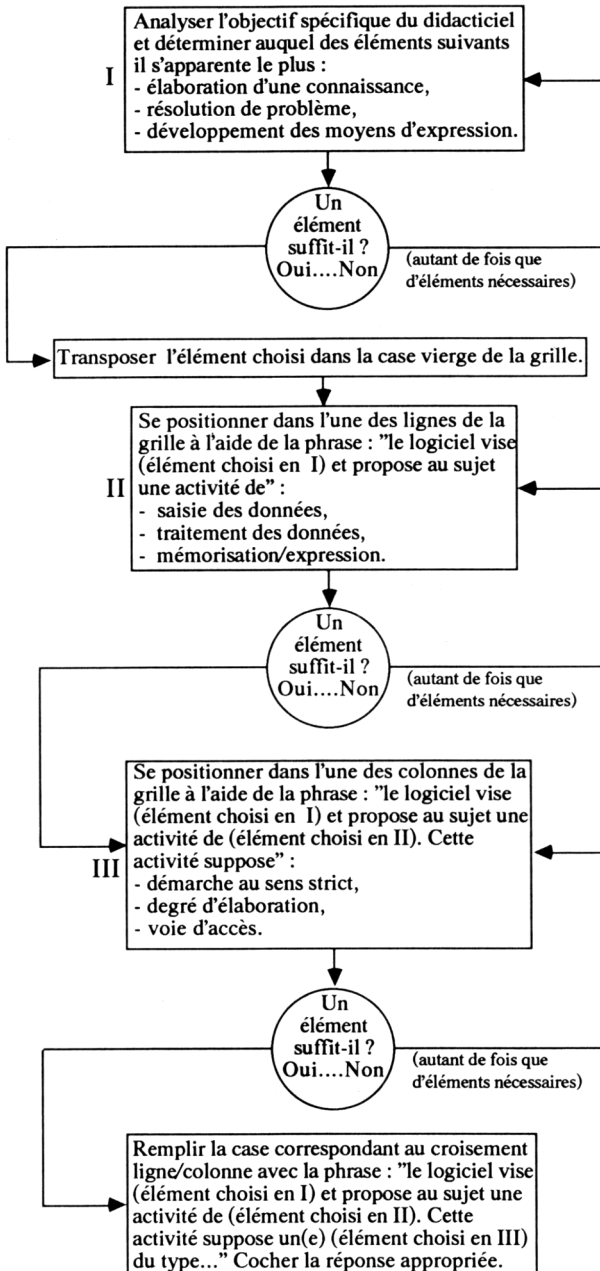 Analyser l'objectif spécifique du didacticiel
et déterminer auquel des éléments suivants
il s'apparente le plus :
I
- élaboration d'une connaissance,
- résolution de problème,
- développement des moyens d'expression.
Un
élément
suffit-il ?
Oui....Non
(autant de fois que
d'éléments nécessaires)
Transposer l'élément choisi dans la case vierge de la grille.
Se positionner dans l'une des lignes de la
grille à l'aide de la phrase : "le logiciel vise
(élément choisi en I) et propose au sujet
II
une activité de" :
- saisie des données,
- traitement des données,
- mémorisation/expression.
Un
élément
suffit-il ?
Oui....Non
(autant de fois que
d'éléments nécessaires)
Se positionner dans l'une des colonnes de la
grille à l'aide de la phrase : "le logiciel vise
(élément choisi en I) et propose au sujet une
activité de (élément choisi en II). Cette
activité suppose" :
III
- démarche au sens strict,
- degré d'élaboration,
- voie d'accès.
Un
élément
suffit-il ?
Oui....Non
(autant de fois que
d'éléments nécessaires)
Remplir la case correspondant au croisement
ligne/colonne avec la phrase : "le logiciel vise
(élément choisi en I) et propose au sujet une
activité de (élément choisi en II). Cette
activité suppose un(e) (élément choisi en III)
du type..." Cocher la réponse appropriée.